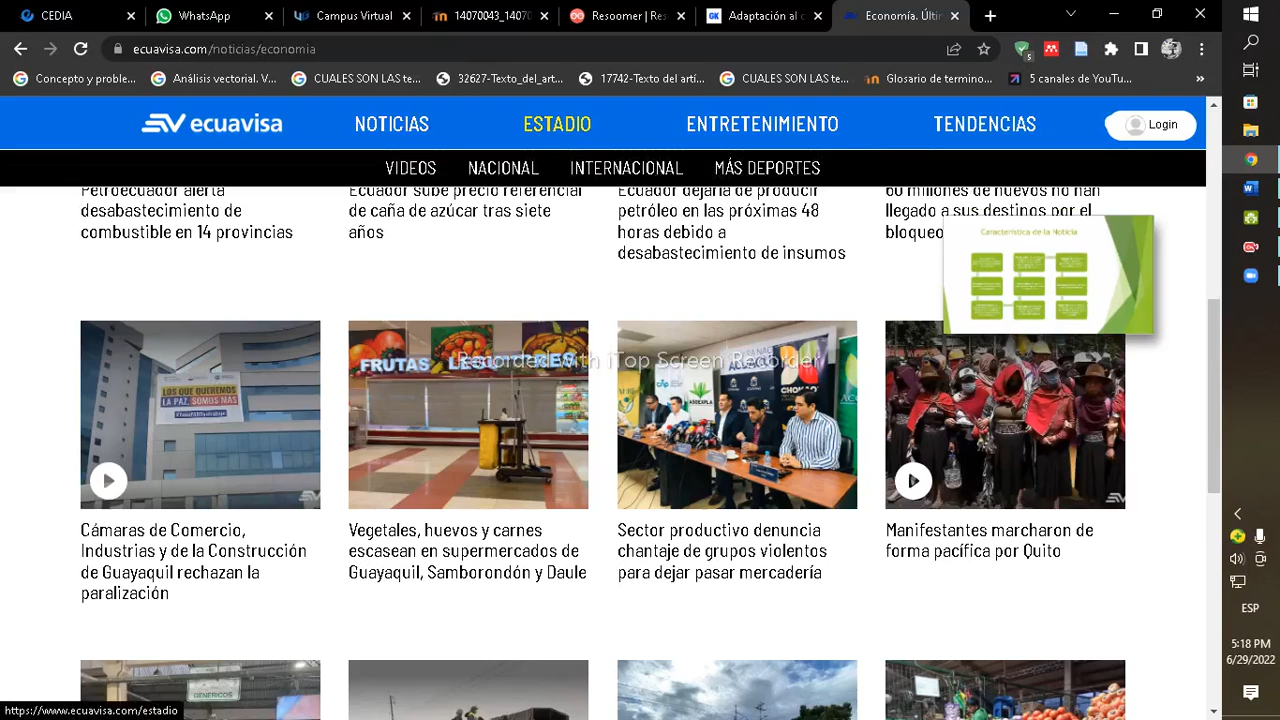 CEDIA
WhatsApp
Campus Virtual
14070043_1407
Resoomer | Res
Adaptación al c
Economía. Últi
ecuavisa.com/noticias/economia
5
Concepto y proble...
Análisis vectorial. V...
CUALES SON LAS te...
32627-Texto_del_art...
17742-Texto del artí...
CUALES SON LAS te...
Glosario de termino...
5 canales de YouTu...
ecuavisa
NOTICIAS
ESTADIO
ENTRETENIMIENTO
TENDENCIAS
Login
VIDEOS
NACIONAL
INTERNACIONAL
MÁS DEPORTES
Petroecuador alerta
desabastecimiento de
combustible en 14 provincias
Ecuador sube precio referencial
de caña de azúcar tras siete
años
Ecuador dejaría de producir
petróleo en las próximas 48
horas debido a
desabastecimiento de insumos
60 millones de huevos no han
llegado a sus destinos por el
bloqueo
Característica de la Noticia
LOS QUE QUEREMOS
LA PAZ, SOMOS MÁS
FRUTAS
Recorded with iTop Screen Recorder
CHOKAO
Cámaras de Comercio,
Industrias y de la Construcción
de Guayaquil rechazan la
paralización
Vegetales, huevos y carnes
escasean en supermercados de
Guayaquil, Samborondón y Daule
Sector productivo denuncia
chantaje de grupos violentos
para dejar pasar mercadería
Manifestantes marcharon de
forma pacífica por Quito
GENÉRICOS
https://www.ecuavisa.com/estadio
ESP
5:18 PM
6/29/2022